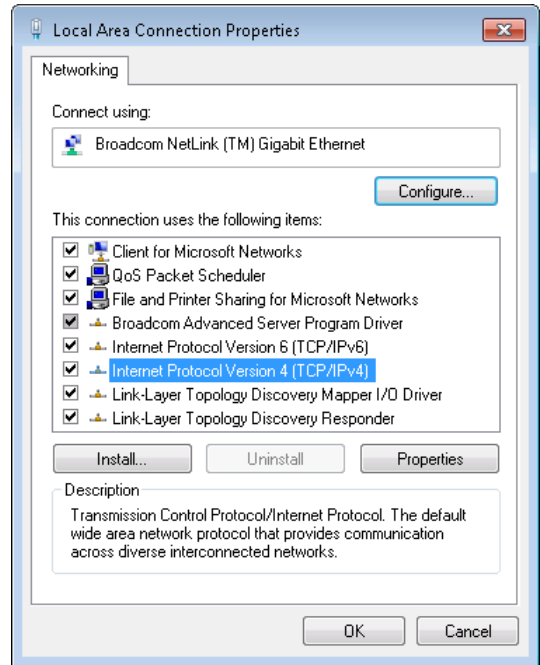 Local Area Connection Properties
Networking
Connect using:
Broadcom NetLink (TM) Gigabit Ethernet
Configure...
This connection uses the following items:
Client for Microsoft Networks
QoS Packet Scheduler
File and Printer Sharing for Microsoft Networks
Broadcom Advanced Server Program Driver
Internet Protocol Version 6 (TCP/IPv6)
Internet Protocol Version 4 (TCP/IPv4)
Link-Layer Topology Discovery Mapper I/O Driver
Link-Layer Topology Discovery Responder
Install... Uninstall Properties
Description
Transmission Control Protocol/Internet Protocol. The default
wide area network protocol that provides communication
across diverse interconnected networks.
OK Cancel